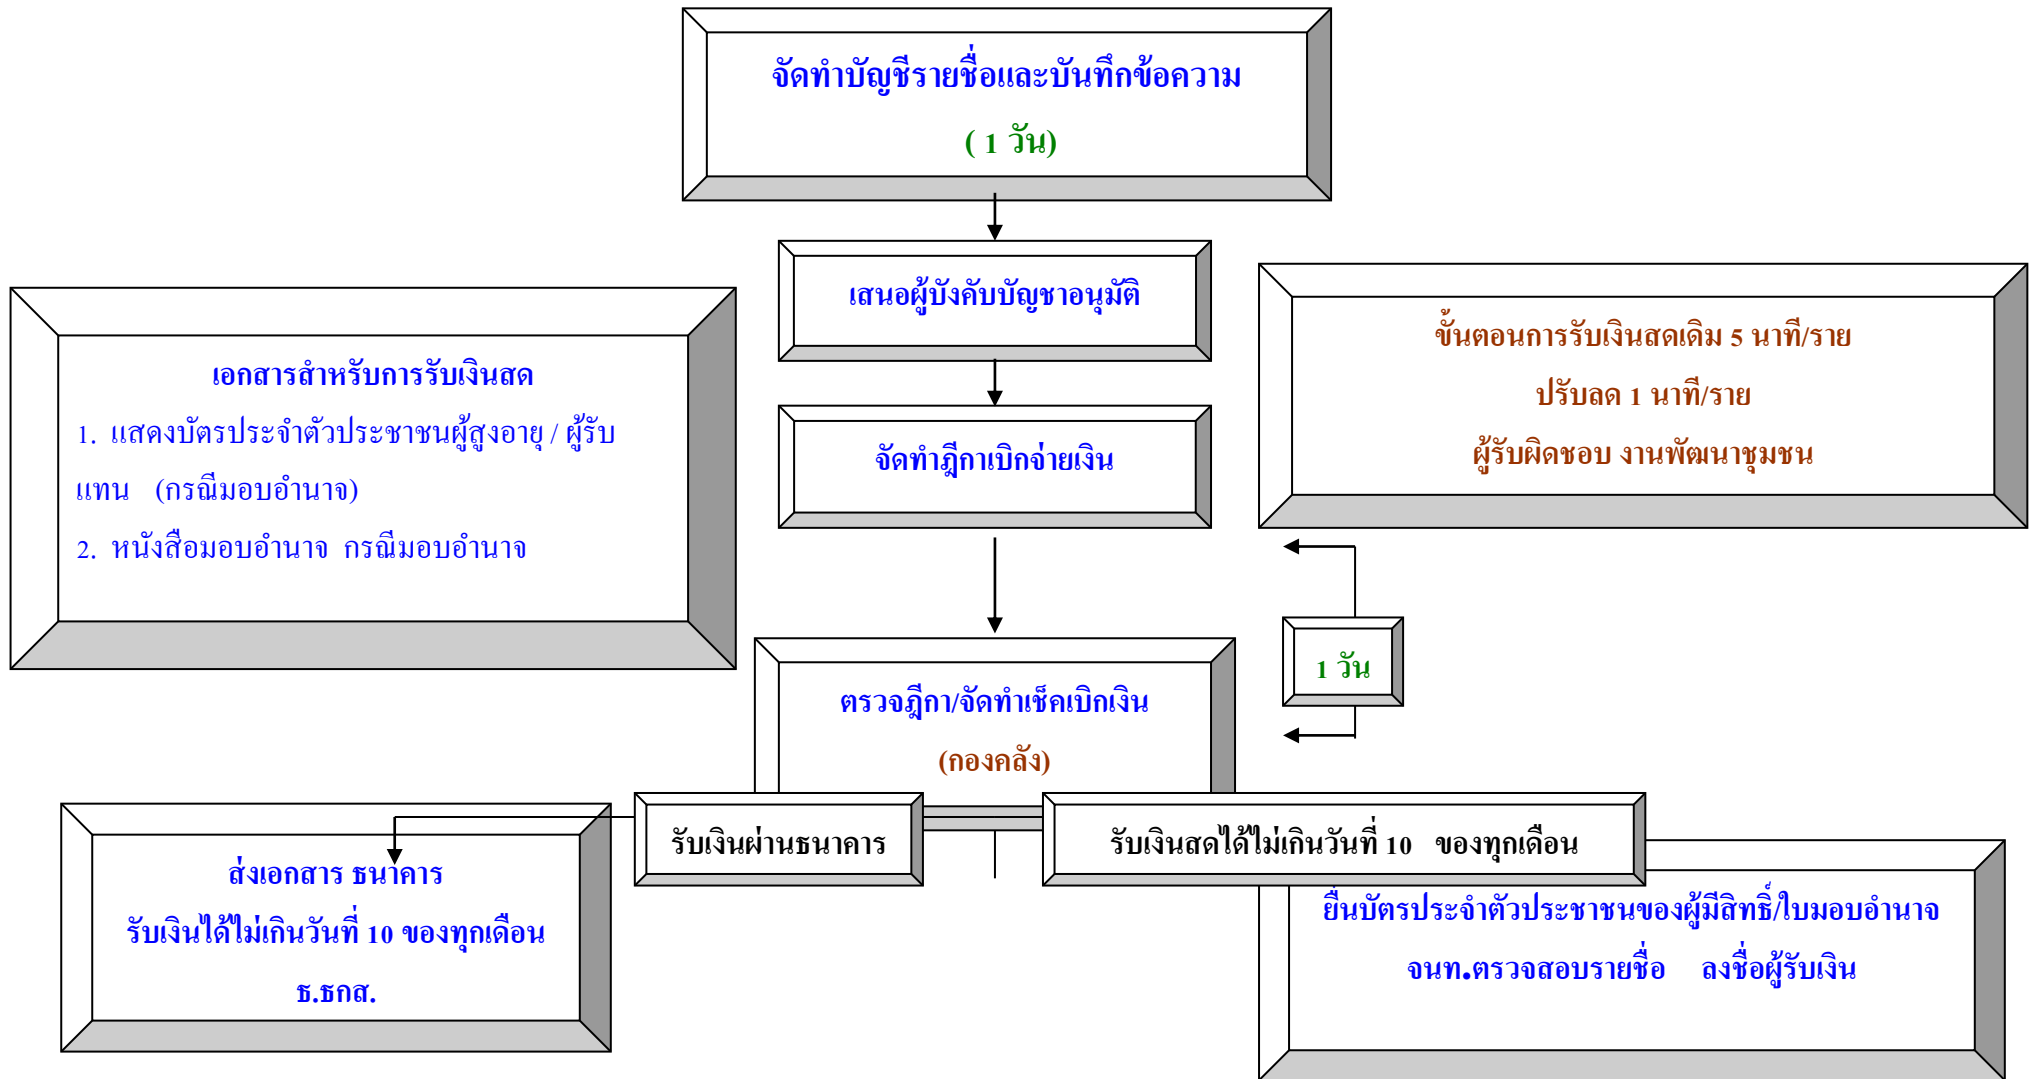 จัดทำบัญชีรายชื่อและบันทึกข้อความ
( 1 วัน)
เสนอผู้บังคับบัญชาอนุมัติ
จัดทำฎีกาเบิกจ่ายเงิน
เอกสารสำหรับการรับเงินสด
1. แสดงบัตรประจำตัวประชาชนผู้สูงอายุ / ผู้รับ
แทน (กรณีมอบอำนาจ)
2. หนังสือมอบอำนาจ กรณีมอบอำนาจ
ขั้นตอนการรับเงินสดเดิม 5 นาที/ราย
ปรับลด 1 นาที/ราย
ผู้รับผิดชอบ งานพัฒนาชุมชน
1 วัน
ตรวจฎีกา/จัดทำเช็คเบิกเงิน
(กองคลัง)
รับเงินผ่านธนาคาร
รับเงินสดได้ไม่เกินวันที่ 10 ของทุกเดือน
ส่งเอกสาร ธนาคาร
รับเงินได้ไม่เกินวันที่ 10 ของทุกเดือน
ธ.ธกส.
ยื่นบัตรประจำตัวประชาชนของผู้มีสิทธิ์/ใบมอบอำนาจ
จนท.ตรวจสอบรายชื่อ ลงชื่อผู้รับเงิน